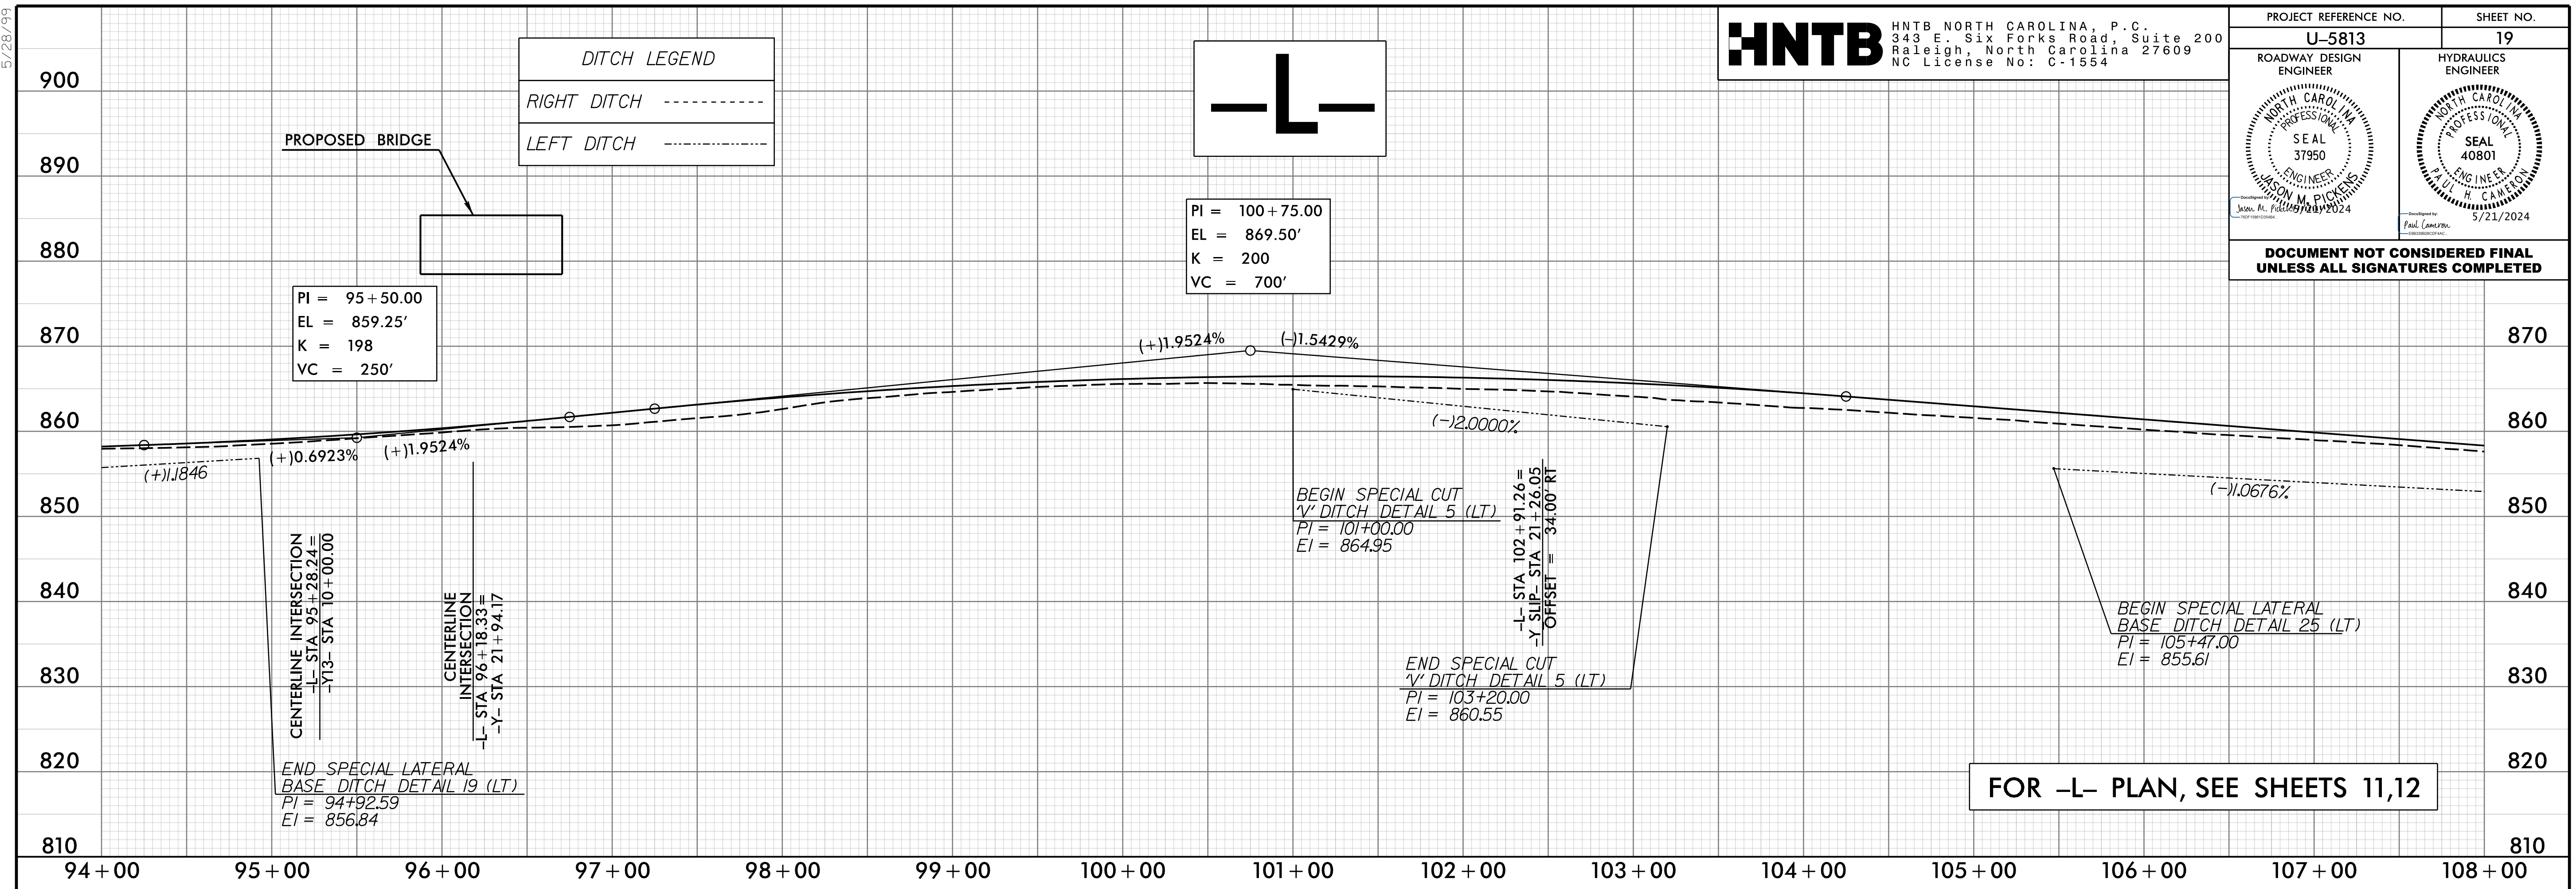 5/28/99
HNTB
HNTB NORTH CAROLINA, P.C.
343 E. Six Forks Road, Suite 200
Raleigh, North Carolina 27609
NC License No: C-1554
PROJECT REFERENCE NO.
SHEET NO.
U–5813
19
ROADWAY DESIGN
ENGINEER
HYDRAULICS
ENGINEER
NORTH CAROLINA
PROFESSIONAL
SEAL
37950
ENGINEER
JASON M. PICKENS
DocuSigned by:
5/21/2024
NORTH CAROLINA
PROFESSIONAL
SEAL
40801
ENGINEER
PAUL H. CAMERON
DocuSigned by:
Paul Cameron
5/21/2024
DOCUMENT NOT CONSIDERED FINAL
UNLESS ALL SIGNATURES COMPLETED
DITCH LEGEND
RIGHT DITCH
LEFT DITCH
–L–
PROPOSED BRIDGE
PI = 95+50.00
EL = 859.25'
K = 198
VC = 250'
PI = 100+75.00
EL = 869.50'
K = 200
VC = 700'
(+)1.9524%
(–)1.5429%
(+)0.6923%
(+)1.9524%
(+)1.1846
(–)2.0000%
(–)1.0676%
CENTERLINE INTERSECTION
–L– STA 95+28.24=
–Y13– STA 10+00.00
CENTERLINE
INTERSECTION
–L– STA 96+18.33=
–Y– STA 21+94.17
END SPECIAL LATERAL
BASE DITCH DETAIL 19 (LT)
PI = 94+92.59
El = 856.84
BEGIN SPECIAL CUT
'V' DITCH DETAIL 5 (LT)
PI = 101+00.00
El = 864.95
–L– STA 102+91.26=
–Y SLIP– STA 21+26.05
OFFSET = 34.00' RT
END SPECIAL CUT
'V' DITCH DETAIL 5 (LT)
PI = 103+20.00
El = 860.55
BEGIN SPECIAL LATERAL
BASE DITCH DETAIL 25 (LT)
PI = 105+47.00
El = 855.61
FOR –L– PLAN, SEE SHEETS 11,12
900
890
880
870
860
850
840
830
820
810
870
860
850
840
830
820
810
94+00
95+00
96+00
97+00
98+00
99+00
100+00
101+00
102+00
103+00
104+00
105+00
106+00
107+00
108+00